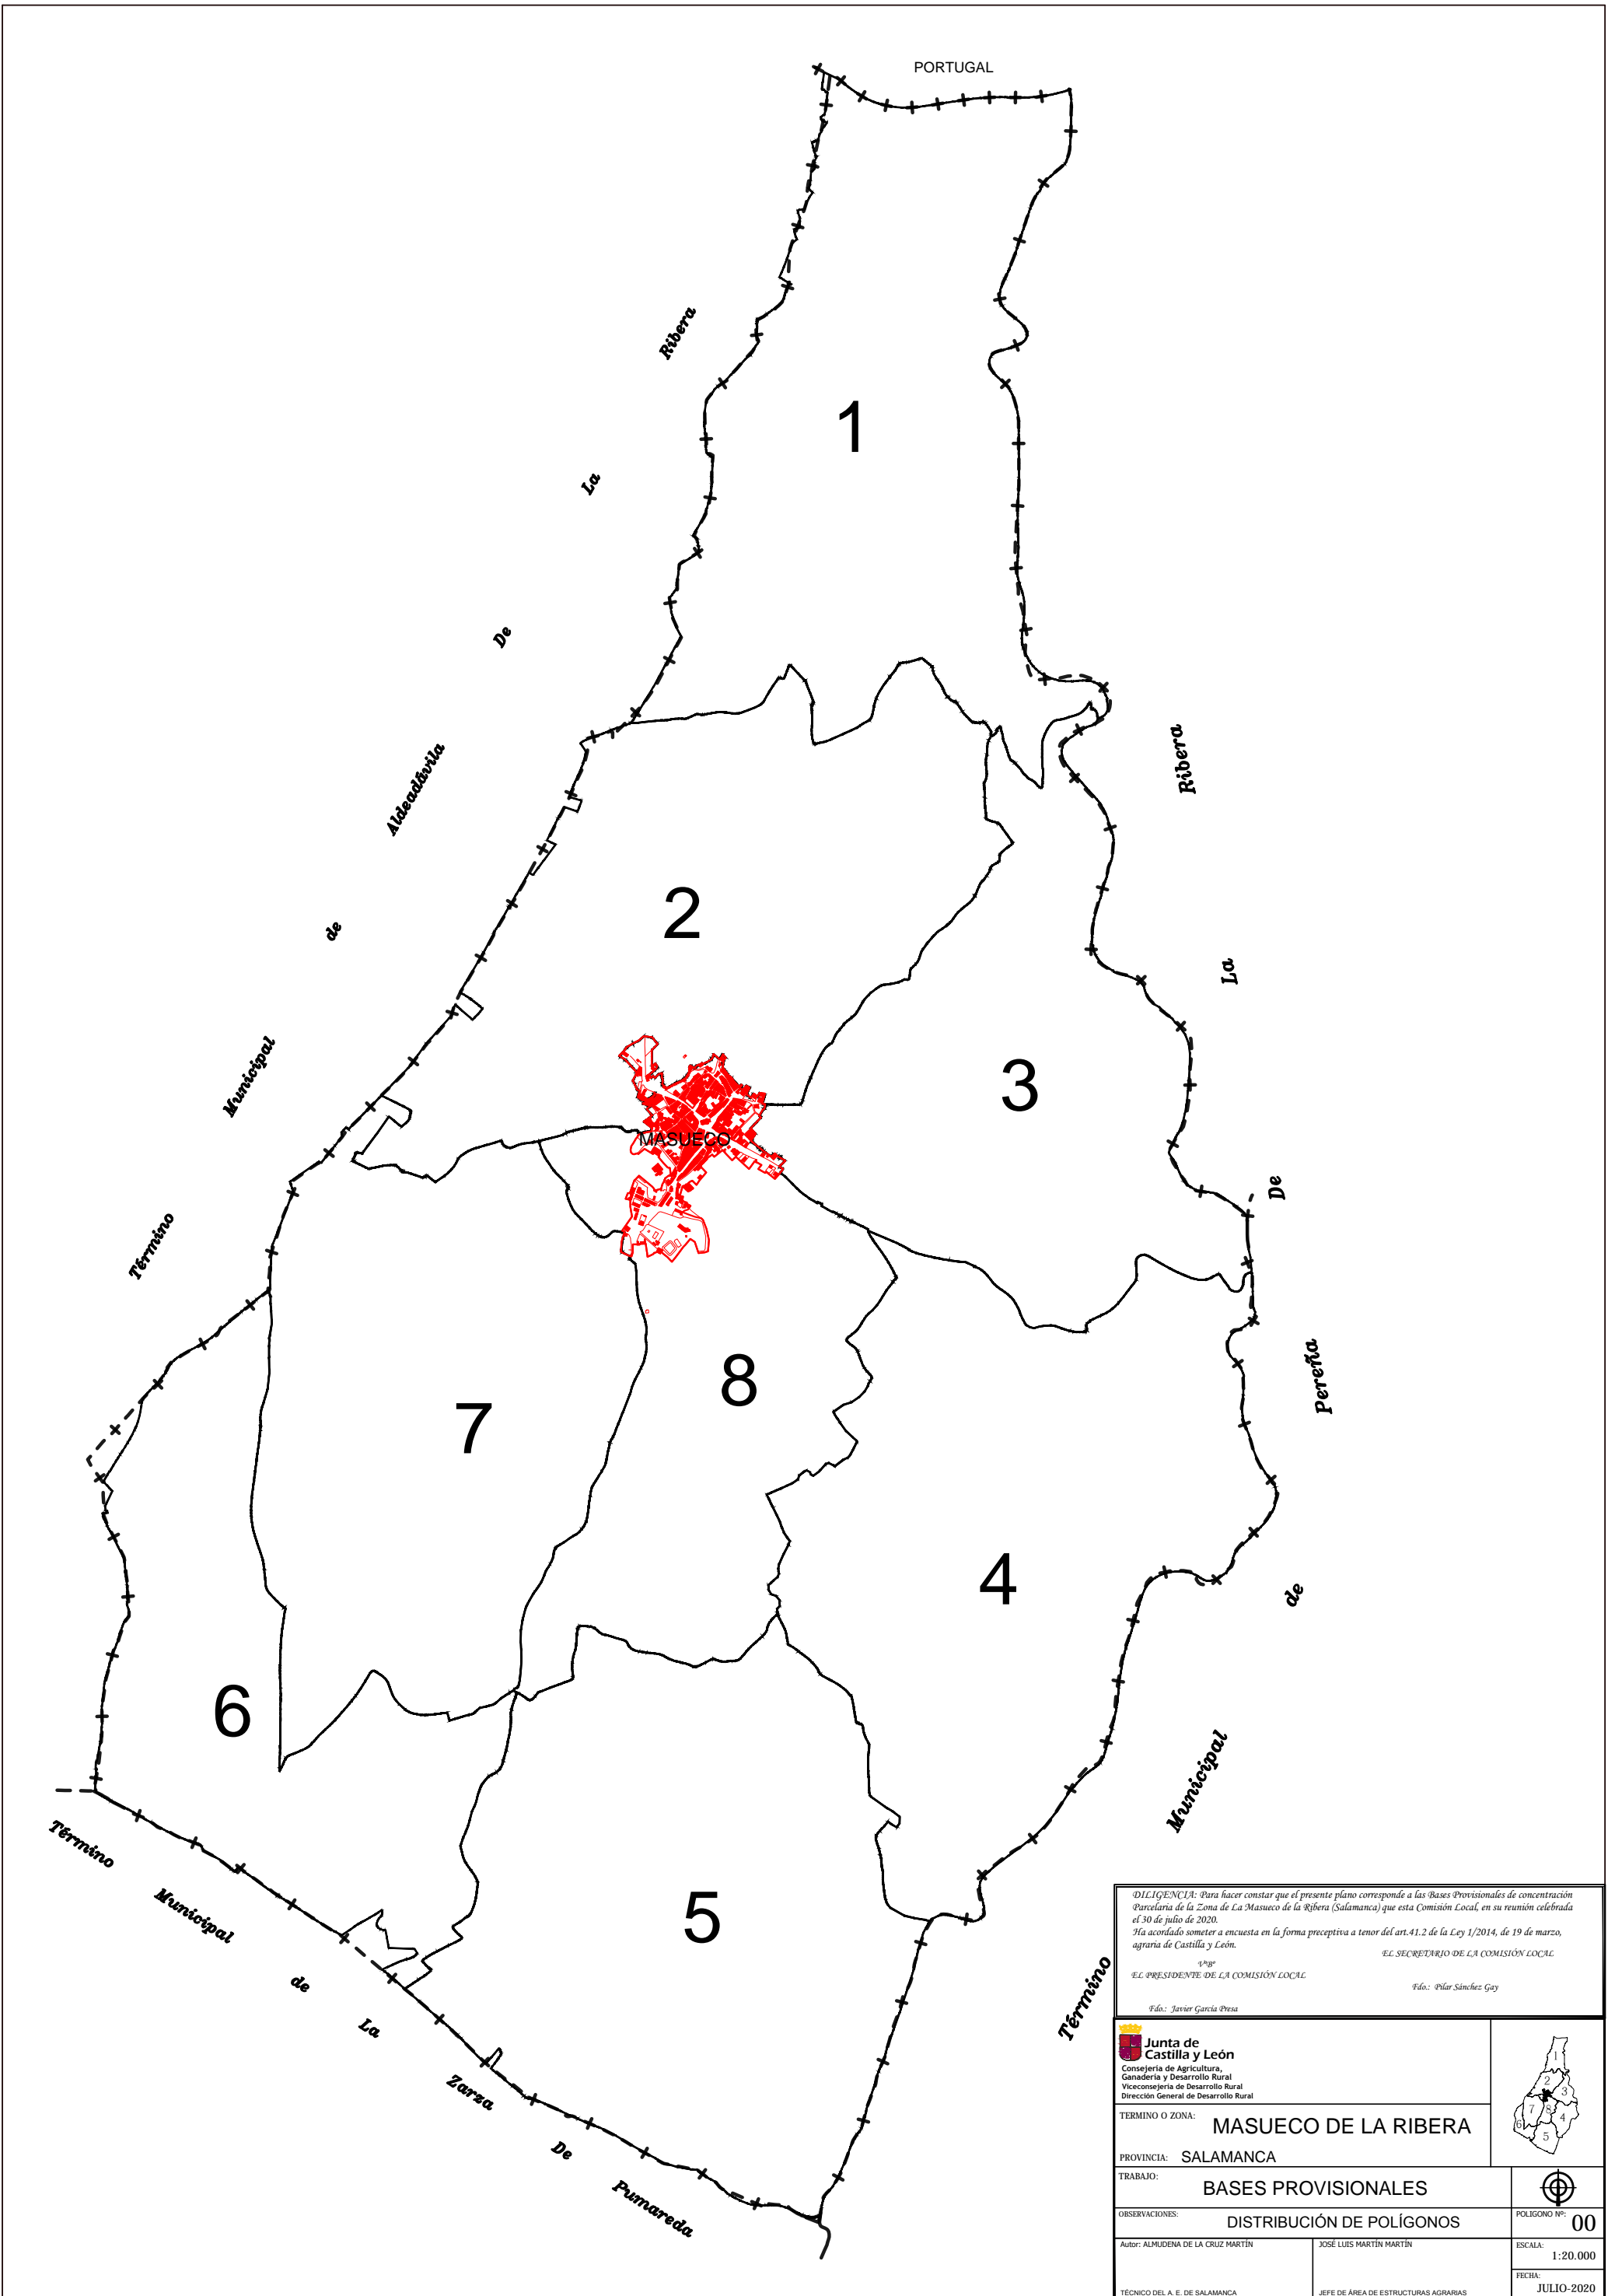 PORTUGAL
Término Municipal de Aldeadávila De La Ribera
1
2
3
MASUECO
7
8
4
6
5
Término Municipal de Pereña De La Ribera
Término Municipal de La Zarza De Pumareda
DILIGENCIA: Para hacer constar que el presente plano corresponde a las Bases Provisionales de concentración
Parcelaria de la Zona de La Masueco de la Ribera (Salamanca) que esta Comisión Local, en su reunión celebrada
el 30 de julio de 2020.
Ha acordado someter a encuesta en la forma preceptiva a tenor del art.41.2 de la Ley 1/2014, de 19 de marzo,
agraria de Castilla y León.
EL SECRETARIO DE LA COMISIÓN LOCAL
VºBº
EL PRESIDENTE DE LA COMISIÓN LOCAL
Fdo.: Pilar Sánchez Gay
Fdo.: Javier García Presa
Junta de
Castilla y León
Consejería de Agricultura,
Ganadería y Desarrollo Rural
Viceconsejería de Desarrollo Rural
Dirección General de Desarrollo Rural
1
2
3
7
8
4
6
5
TERMINO O ZONA: MASUECO DE LA RIBERA
PROVINCIA: SALAMANCA
TRABAJO: BASES PROVISIONALES
OBSERVACIONES: DISTRIBUCIÓN DE POLÍGONOS
POLIGONO Nº: 00
Autor: ALMUDENA DE LA CRUZ MARTÍN
JOSÉ LUIS MARTÍN MARTÍN
ESCALA: 1:20.000
TÉCNICO DEL A. E. DE SALAMANCA
JEFE DE ÁREA DE ESTRUCTURAS AGRARIAS
FECHA: JULIO-2020